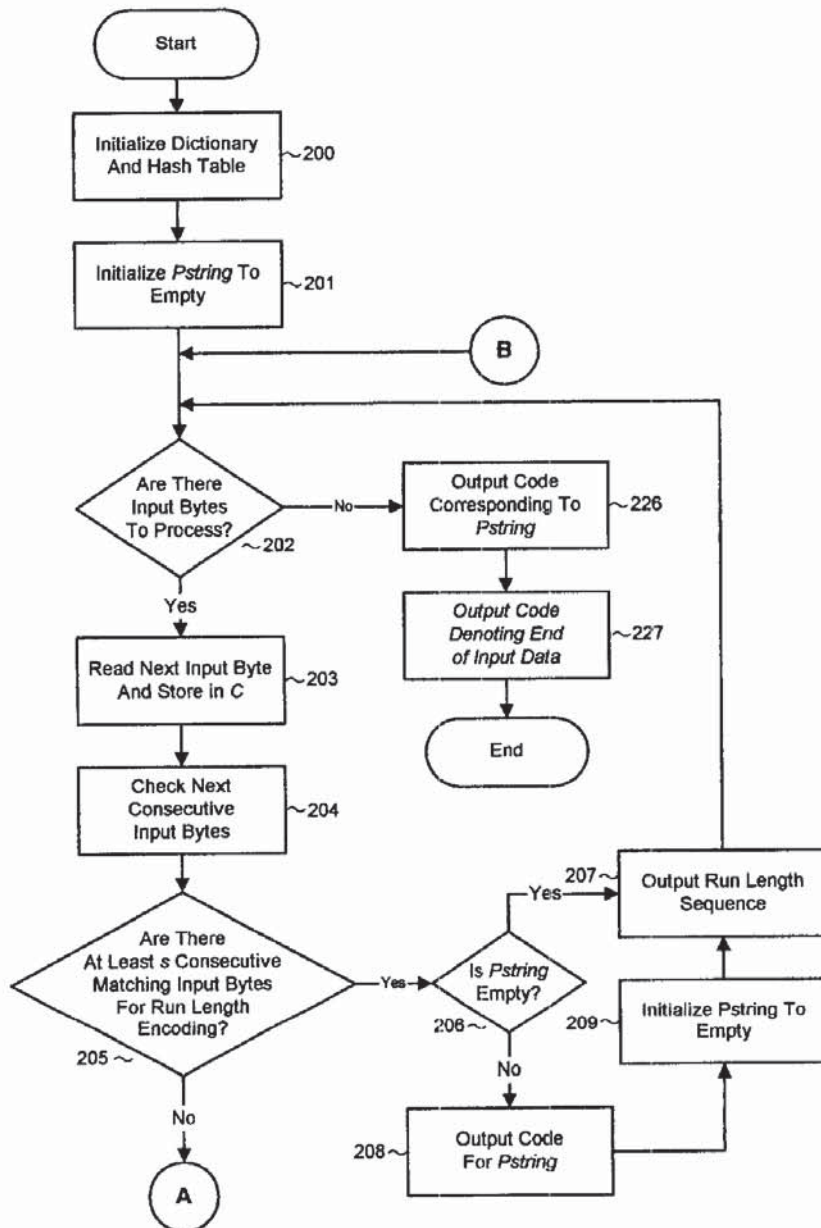 Start
Initialize Dictionary
And Hash Table
~200
Initialize Pstring To
Empty
~201
B
Are There
Input Bytes
To Process?
~202
No
Output Code
Corresponding To
Pstring
~226
Yes
Output Code
Denoting End
of Input Data
~227
Read Next Input Byte
And Store in C
~203
End
Check Next
Consecutive
Input Bytes
~204
207~
Output Run Length
Sequence
Yes
Are There
At Least s Consecutive
Matching Input Bytes
For Run Length
Encoding?
205~
Yes
Is Pstring
Empty?
206~
209~
Initialize Pstring To
Empty
No
No
208~
Output Code
For Pstring
A